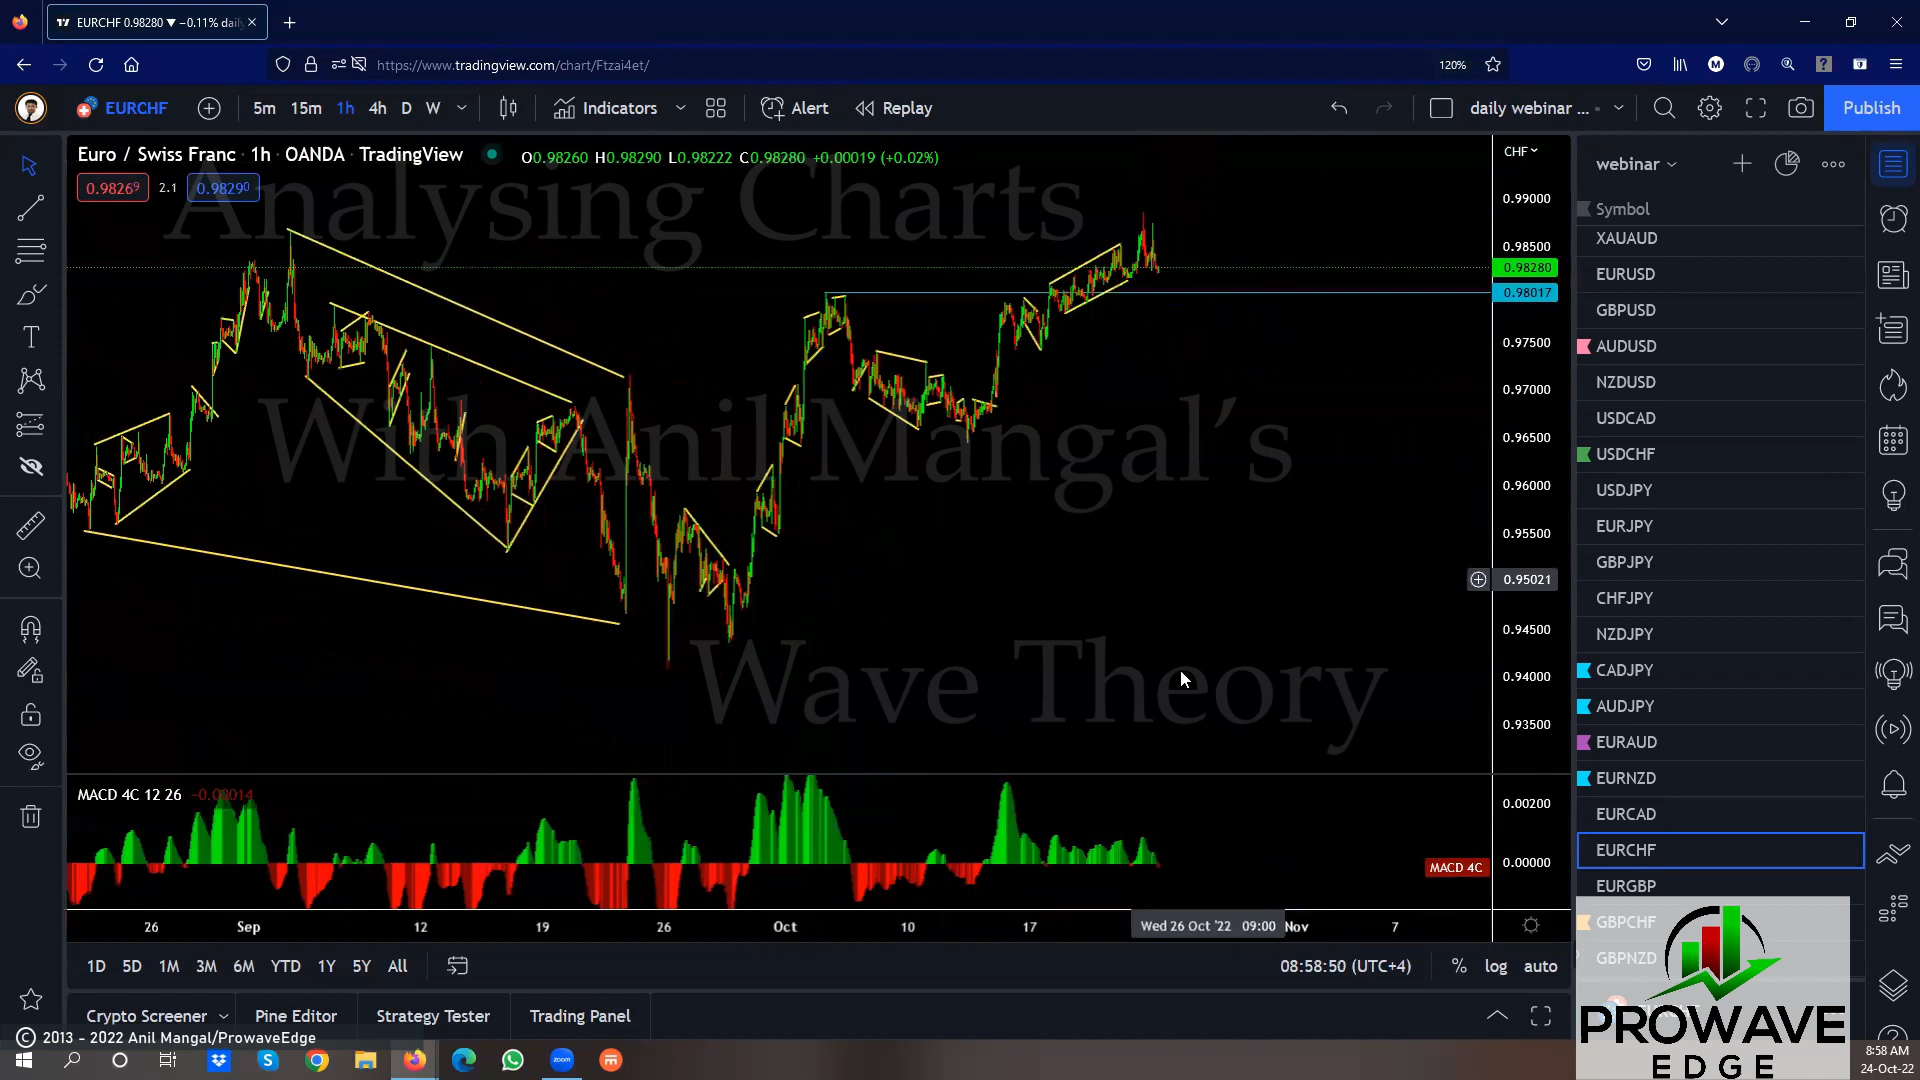 EURCHF 0.98280 ▼ −0.11% dail
https://www.tradingview.com/chart/Ftzai4et/
120%
EURCHF
5m 15m 1h 4h D W
Indicators
Alert
Replay
daily webinar ...
Publish
Euro / Swiss Franc · 1h · OANDA · TradingView
O0.98260 H0.98290 L0.98222 C0.98280 +0.00019 (+0.02%)
0.98269 2.1 0.98290
Analysing Charts
With Anil Mangal's
Wave Theory
CHF
0.99000
0.98500
0.98280
0.98017
0.97500
0.97000
0.96500
0.96000
0.95500
0.95021
0.94500
0.94000
0.93500
MACD 4C 12 26 −0.00014
0.00200
0.00000
MACD 4C
26 Sep 12 19 26 Oct 10 17 Wed 26 Oct '22 09:00 Nov 7
1D 5D 1M 3M 6M YTD 1Y 5Y All
08:58:50 (UTC+4)
% log auto
Crypto Screener
Pine Editor
Strategy Tester
Trading Panel
webinar
Symbol
XAUAUD
EURUSD
GBPUSD
AUDUSD
NZDUSD
USDCAD
USDCHF
USDJPY
EURJPY
GBPJPY
CHFJPY
NZDJPY
CADJPY
AUDJPY
EURAUD
EURNZD
EURCAD
EURCHF
EURGBP
GBPCHF
GBPNZD
PROWAVE
EDGE
© 2013 - 2022 Anil Mangal/ProwaveEdge
zoom
8:58 AM
24-Oct-22